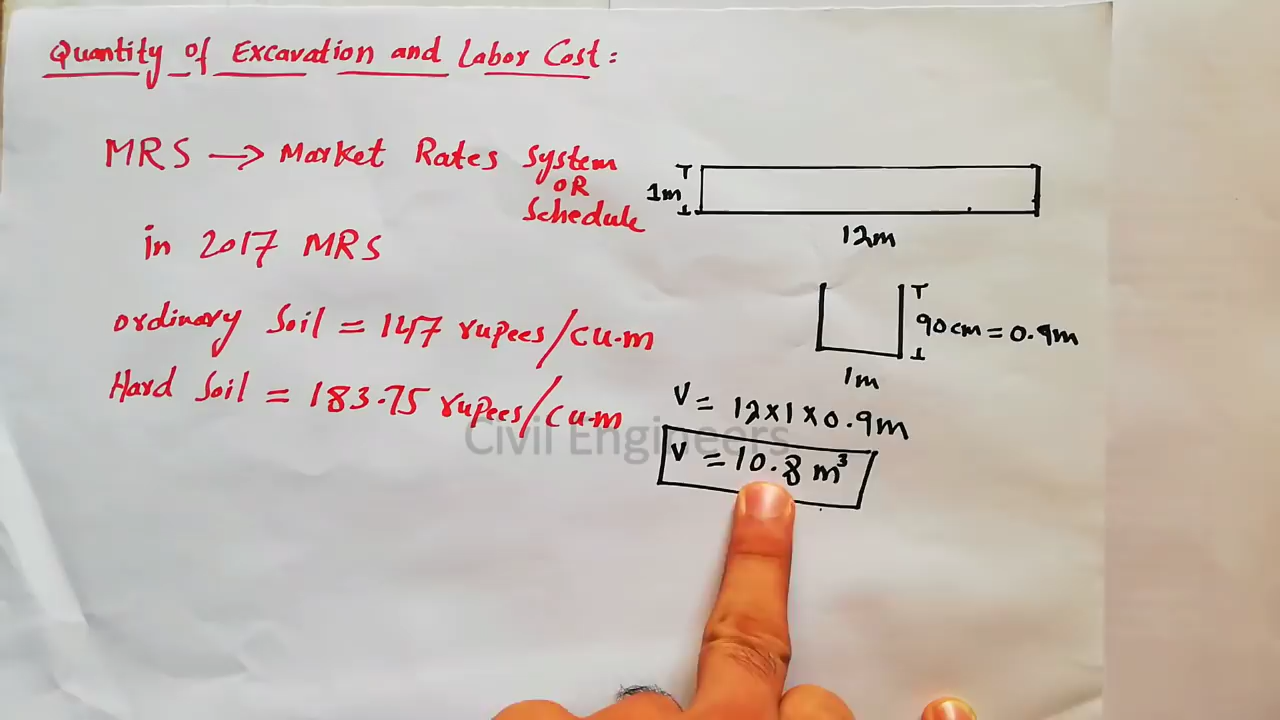 Quantity of Excavation and Labor Cost:
MRS → Market Rates System
OR
Schedule
in 2017 MRS
ordinary Soil = 147 rupees/cu.m
Hard Soil = 183.75 rupees/cu.m
1m
12m
90cm = 0.9m
1m
V = 12x1x0.9m
V = 10.8 m³
Civil Engineers